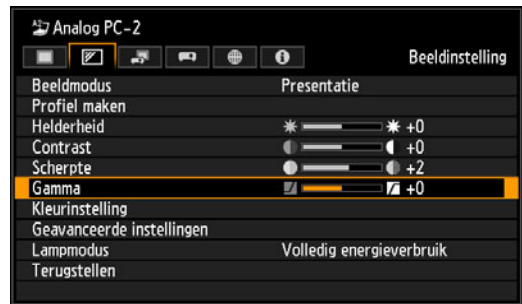 Analog PC-2
Beeldinstelling
Beeldmodus Presentatie
Profiel maken
Helderheid +0
Contrast +0
Scherpte +2
Gamma +0
Kleurinstelling
Geavanceerde instellingen
Lampmodus Volledig energieverbruik
Terugstellen